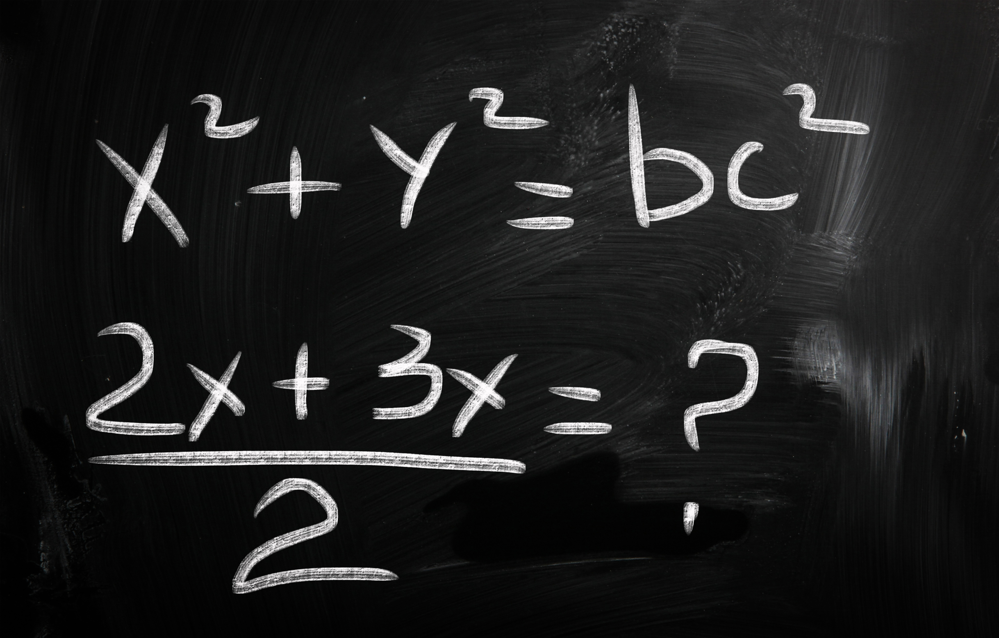 x² + y² = bc²
2x + 3x = ?
2